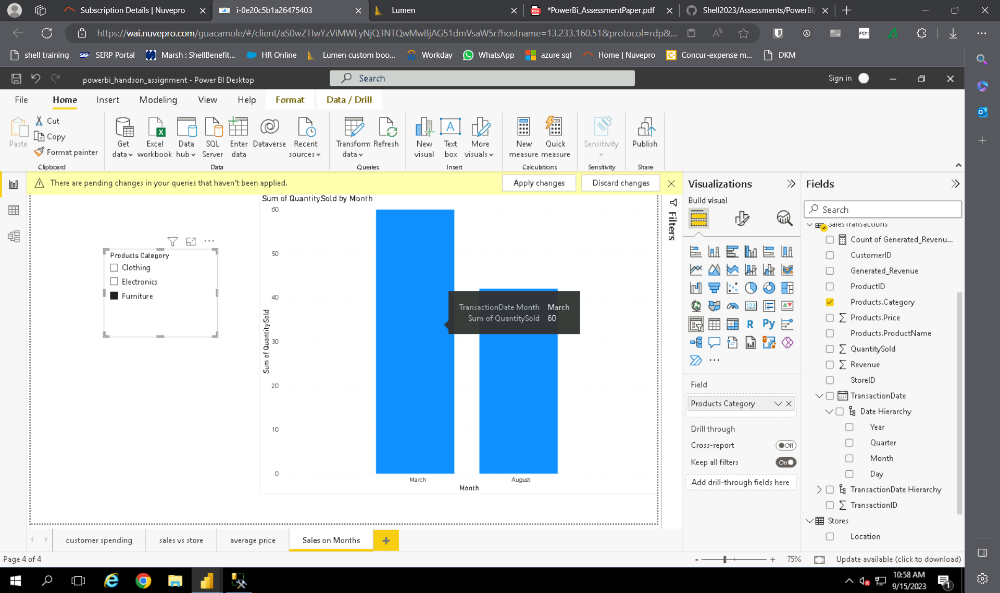 Subscription Details | Nuvepro
i-0e20c5b1a26475403
Lumen
*PowerBi_AssessmentPaper.pdf
Shell2023/Assessments/PowerBI/
https://wai.nuvepro.com/guacamole/#/client/aS0wZTIwYzViMWEyNjQ3NTQwMwBjAG51dmVsaW5r?hostname=13.233.160.51&protocol=rdp&...
shell training
SERP Portal
Marsh : ShellBenefit...
HR Online
Lumen custom boo...
Workday
WhatsApp
azure sql
Home | Nuvepro
Concur-expense m...
DKM
powerbi_handson_assignment - Power BI Desktop
Search
Sign in
File
Home
Insert
Modeling
View
Help
Format
Data / Drill
Paste
Cut
Copy
Format painter
Clipboard
Get data
Excel workbook
Data hub
SQL Server
Enter data
Dataverse
Recent sources
Data
Transform data
Refresh
Queries
New visual
Text box
More visuals
Insert
New measure
Quick measure
Calculations
Sensitivity
Sensitivity
Publish
Share
There are pending changes in your queries that haven't been applied.
Apply changes
Discard changes
Products Category
Clothing
Electronics
Furniture
Sum of QuantitySold by Month
60
50
40
30
20
10
0
Sum of QuantitySold
March
August
Month
TransactionDate Month March
Sum of QuantitySold 60
Filters
Visualizations
Build visual
123
R
Py
Field
Products Category
Drill through
Cross-report
Off
Keep all filters
On
Add drill-through fields here
Fields
Search
SalesTransactions
Count of Generated_Revenu...
CustomerID
Generated_Revenue
ProductID
Products.Category
Products.Price
Products.ProductName
QuantitySold
Revenue
StoreID
TransactionDate
Date Hierarchy
Year
Quarter
Month
Day
TransactionDate Hierarchy
TransactionID
Stores
Location
customer spending
sales vs store
average price
Sales on Months
Page 4 of 4
75%
Update available (click to download)
10:58 AM
9/15/2023
1